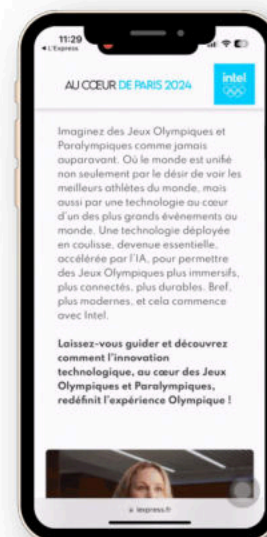 11:29
◄ L'Express
AU CŒUR DE PARIS 2024
intel
Imaginez des Jeux Olympiques et
Paralympiques comme jamais
auparavant. Où le monde est unifié
non seulement par le désir de voir les
meilleurs athlètes du monde, mais
aussi par une technologie au cœur
d'un des plus grands événements au
monde. Une technologie déployée
en coulisse, devenue essentielle,
accélérée par l'IA, pour permettre
des Jeux Olympiques plus immersifs,
plus connectés, plus durables. Bref,
plus modernes, et cela commence
avec Intel.
Laissez-vous guider et découvrez
comment l'innovation
technologique, au cœur des Jeux
Olympiques et Paralympiques,
redéfinit l'expérience Olympique !
lexpress.fr